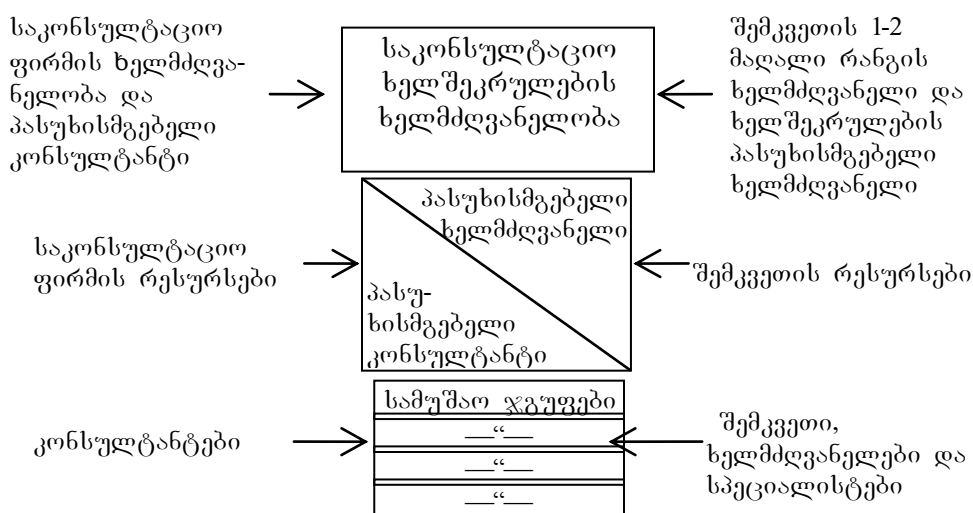 საკონსულტაციო
ფირმის ხელმძღვა-
ნელობა და
პასუხისმგებელი
კონსულტანტი
საკონსულტაციო
ხელშეკრულების
ხელმძღვანელობა
შემკვეთის 1-2
მაღალი რანგის
ხელმძღვანელი და
ხელშეკრულების
პასუხისმგებელი
ხელმძღვანელი
საკონსულტაციო
ფირმის რესურსები
პასუხისმგებელი
ხელმძღვანელი
პასუ-
ხისმგებელი
კონსულტანტი
შემკვეთის რესურსები
კონსულტანტები
სამუშაო ჯგუფები
—“—
—“—
—“—
შემკვეთი,
ხელმძღვანელები და
სპეციალისტები